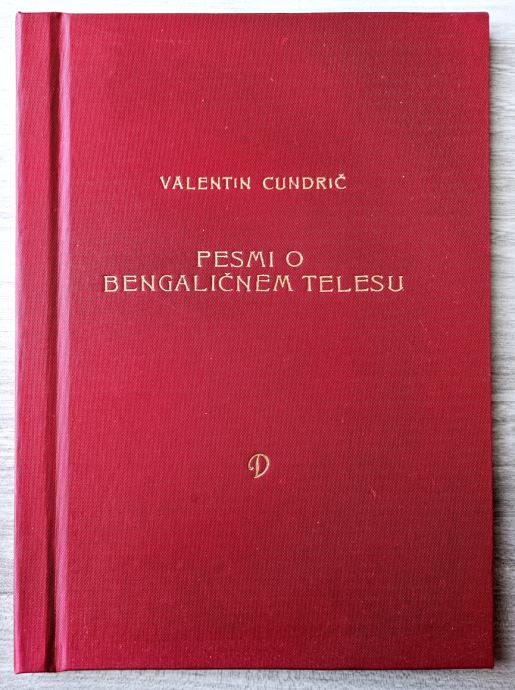 VALENTIN CUNDRIČ
PESMI O
BENGALIČNEM TELESU
D